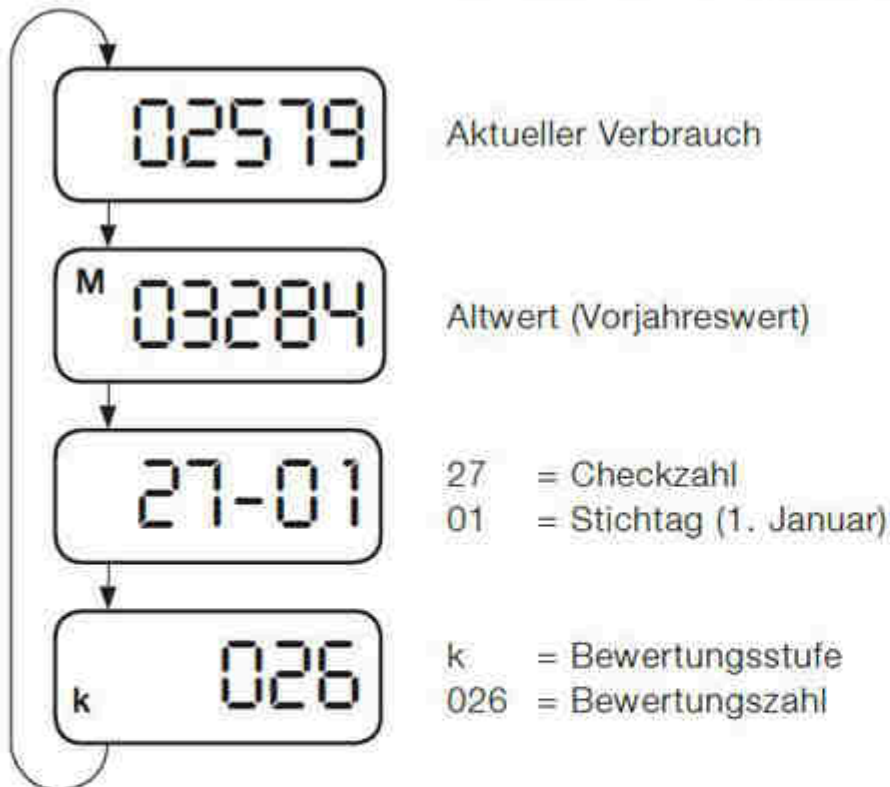 02579 Aktueller Verbrauch
M 03284 Altwert (Vorjahreswert)
27-01 27 = Checkzahl
01 = Stichtag (1. Januar)
k 026 k = Bewertungsstufe
026 = Bewertungszahl